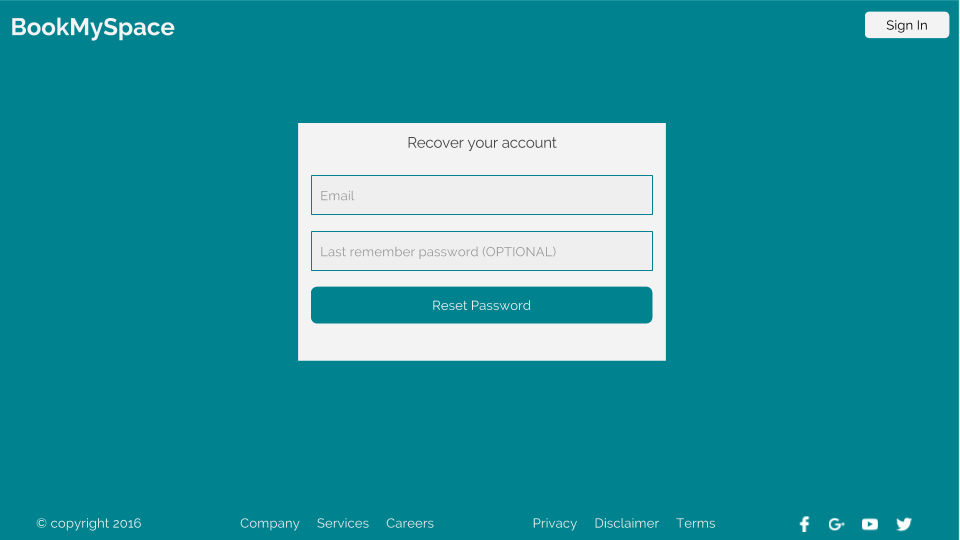 BookMySpace
Sign In
Recover your account
Email
Last remember password (OPTIONAL)
Reset Password
© copyright 2016 Company Services Careers Privacy Disclaimer Terms